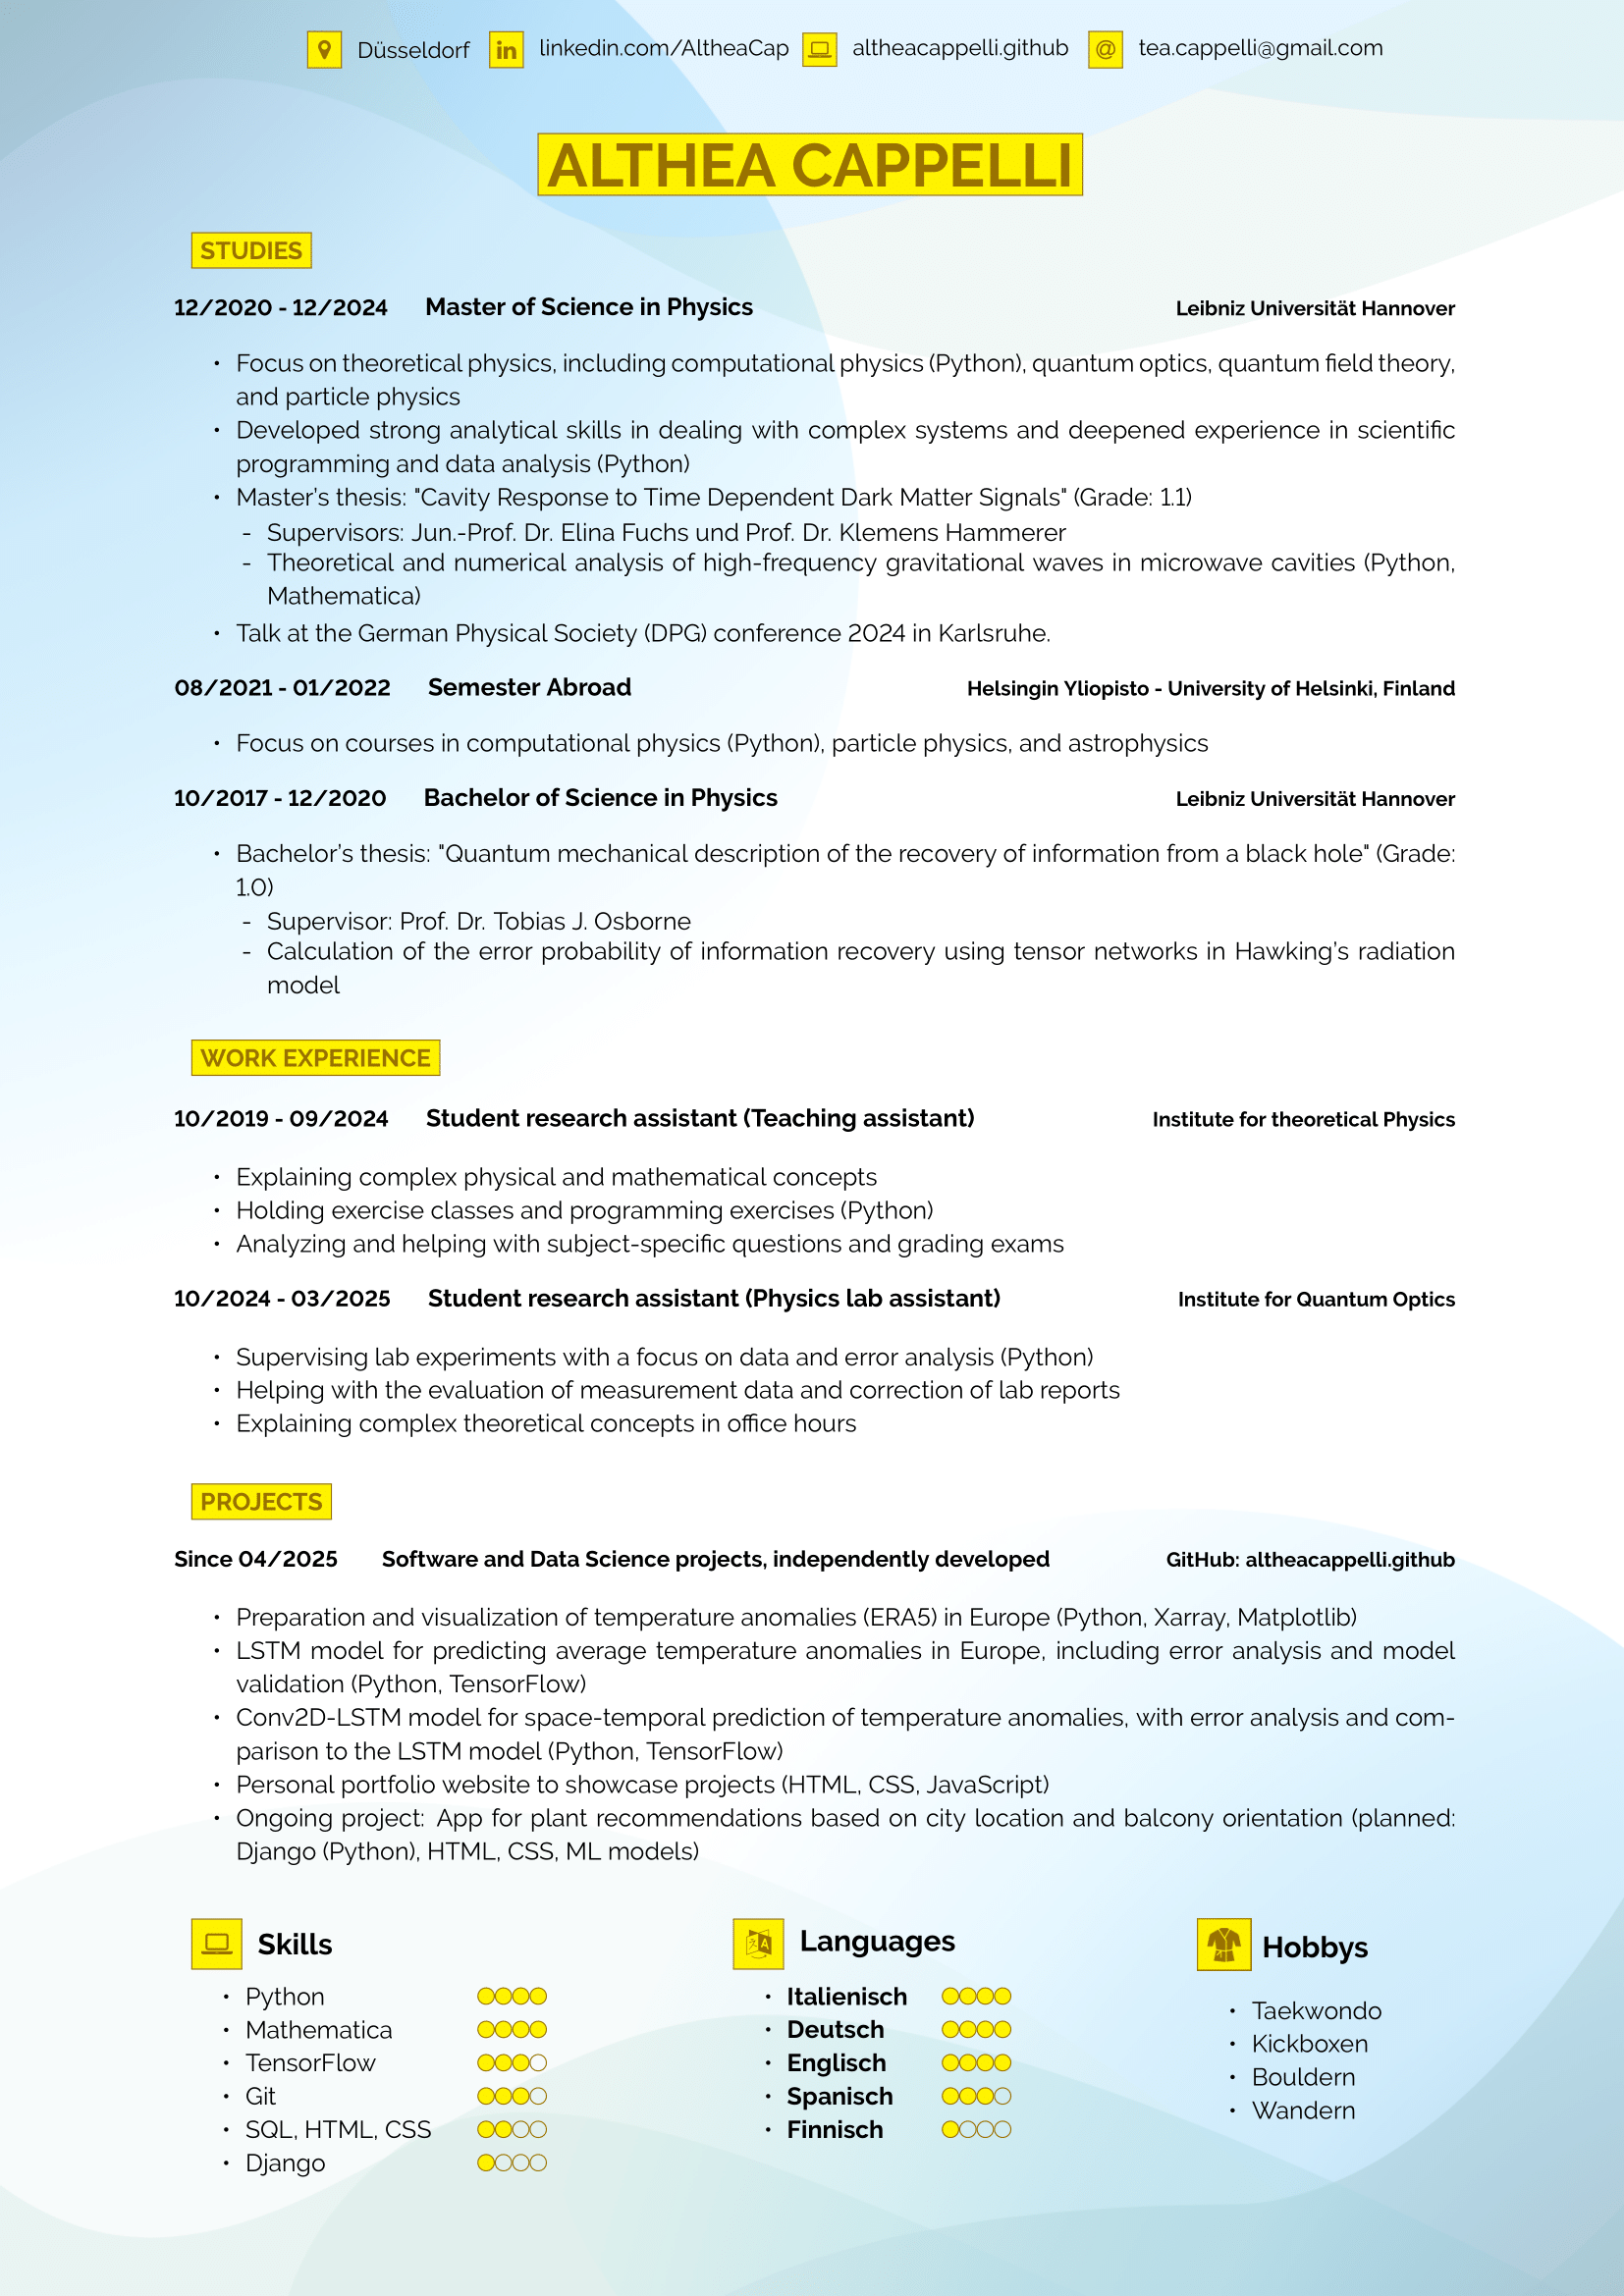 Düsseldorf linkedin.com/AltheaCap altheacappelli.github @ tea.cappelli@gmail.com
ALTHEA CAPPELLI
STUDIES
12/2020 - 12/2024 Master of Science in Physics Leibniz Universität Hannover
• Focus on theoretical physics, including computational physics (Python), quantum optics, quantum field theory,
and particle physics
• Developed strong analytical skills in dealing with complex systems and deepened experience in scientific
programming and data analysis (Python)
• Master's thesis: "Cavity Response to Time Dependent Dark Matter Signals" (Grade: 1.1)
- Supervisors: Jun.-Prof. Dr. Elina Fuchs und Prof. Dr. Klemens Hammerer
- Theoretical and numerical analysis of high-frequency gravitational waves in microwave cavities (Python,
Mathematica)
• Talk at the German Physical Society (DPG) conference 2024 in Karlsruhe.
08/2021 - 01/2022 Semester Abroad Helsingin Yliopisto - University of Helsinki, Finland
• Focus on courses in computational physics (Python), particle physics, and astrophysics
10/2017 - 12/2020 Bachelor of Science in Physics Leibniz Universität Hannover
• Bachelor's thesis: "Quantum mechanical description of the recovery of information from a black hole" (Grade:
1.0)
- Supervisor: Prof. Dr. Tobias J. Osborne
- Calculation of the error probability of information recovery using tensor networks in Hawking's radiation
model
WORK EXPERIENCE
10/2019 - 09/2024 Student research assistant (Teaching assistant) Institute for theoretical Physics
• Explaining complex physical and mathematical concepts
• Holding exercise classes and programming exercises (Python)
• Analyzing and helping with subject-specific questions and grading exams
10/2024 - 03/2025 Student research assistant (Physics lab assistant) Institute for Quantum Optics
• Supervising lab experiments with a focus on data and error analysis (Python)
• Helping with the evaluation of measurement data and correction of lab reports
• Explaining complex theoretical concepts in office hours
PROJECTS
Since 04/2025 Software and Data Science projects, independently developed GitHub: altheacappelli.github
• Preparation and visualization of temperature anomalies (ERA5) in Europe (Python, Xarray, Matplotlib)
• LSTM model for predicting average temperature anomalies in Europe, including error analysis and model
validation (Python, TensorFlow)
• Conv2D-LSTM model for space-temporal prediction of temperature anomalies, with error analysis and com-
parison to the LSTM model (Python, TensorFlow)
• Personal portfolio website to showcase projects (HTML, CSS, JavaScript)
• Ongoing project: App for plant recommendations based on city location and balcony orientation (planned:
Django (Python), HTML, CSS, ML models)
Skills
• Python
• Mathematica
• TensorFlow
• Git
• SQL, HTML, CSS
• Django
Languages
• Italienisch
• Deutsch
• Englisch
• Spanisch
• Finnisch
Hobbys
• Taekwondo
• Kickboxen
• Bouldern
• Wandern